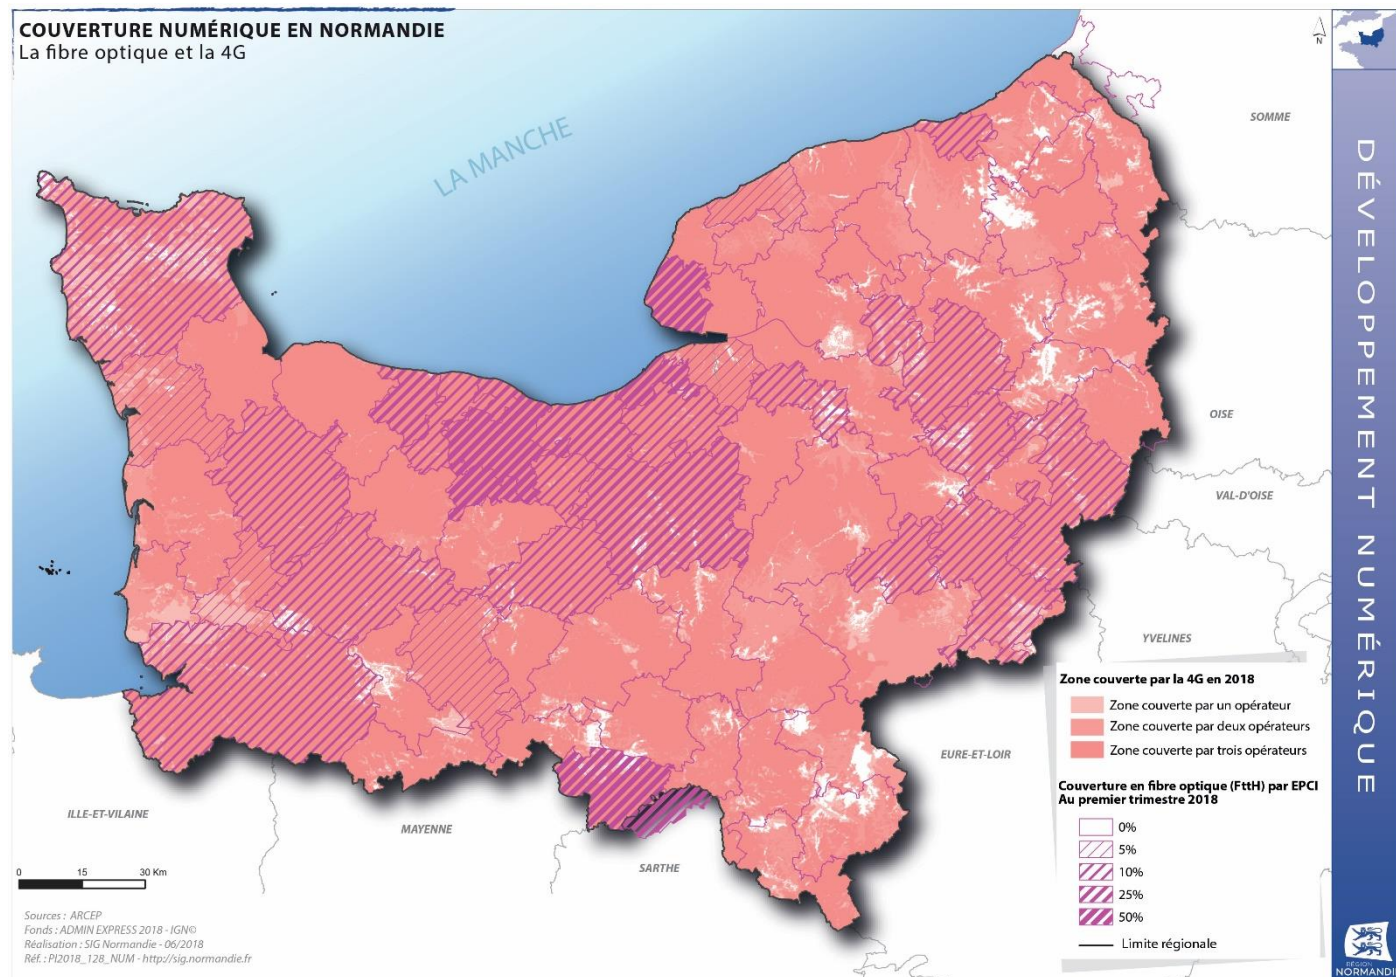 COUVERTURE NUMÉRIQUE EN NORMANDIE
La fibre optique et la 4G
N
LA MANCHE
SOMME
OISE
VAL-D'OISE
YVELINES
EURE-ET-LOIR
SARTHE
MAYENNE
ILLE-ET-VILAINE
DÉVELOPPEMENT NUMÉRIQUE
Zone couverte par la 4G en 2018
Zone couverte par un opérateur
Zone couverte par deux opérateurs
Zone couverte par trois opérateurs
Couverture en fibre optique (FttH) par EPCI
Au premier trimestre 2018
0%
5%
10%
25%
50%
Limite régionale
0 15 30 Km
Sources : ARCEP
Fonds : ADMIN EXPRESS 2018 - IGN©
Réalisation : SIG Normandie - 06/2018
Réf. : PI2018_128_NUM - http://sig.normandie.fr
RÉGION
NORMANDI